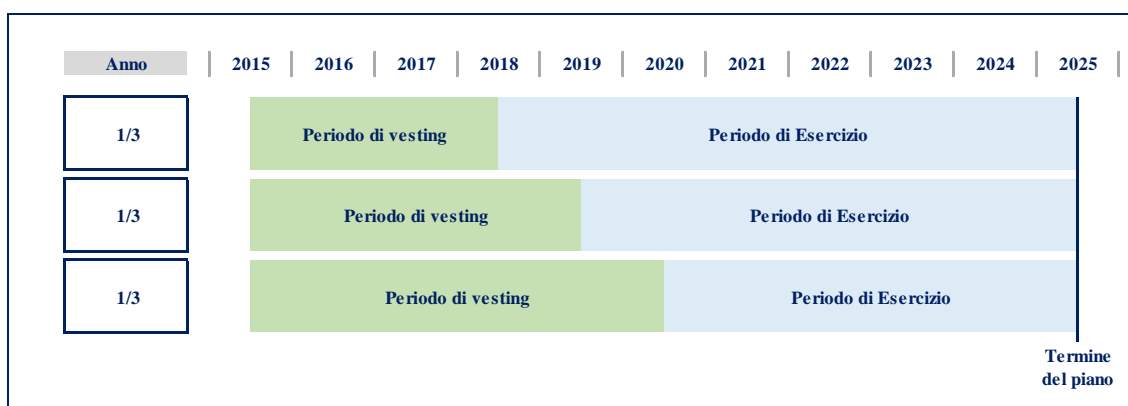 Anno 2015 2016 2017 2018 2019 2020 2021 2022 2023 2024 2025
1/3 Periodo di vesting Periodo di Esercizio
1/3 Periodo di vesting Periodo di Esercizio
1/3 Periodo di vesting Periodo di Esercizio
Termine
del piano